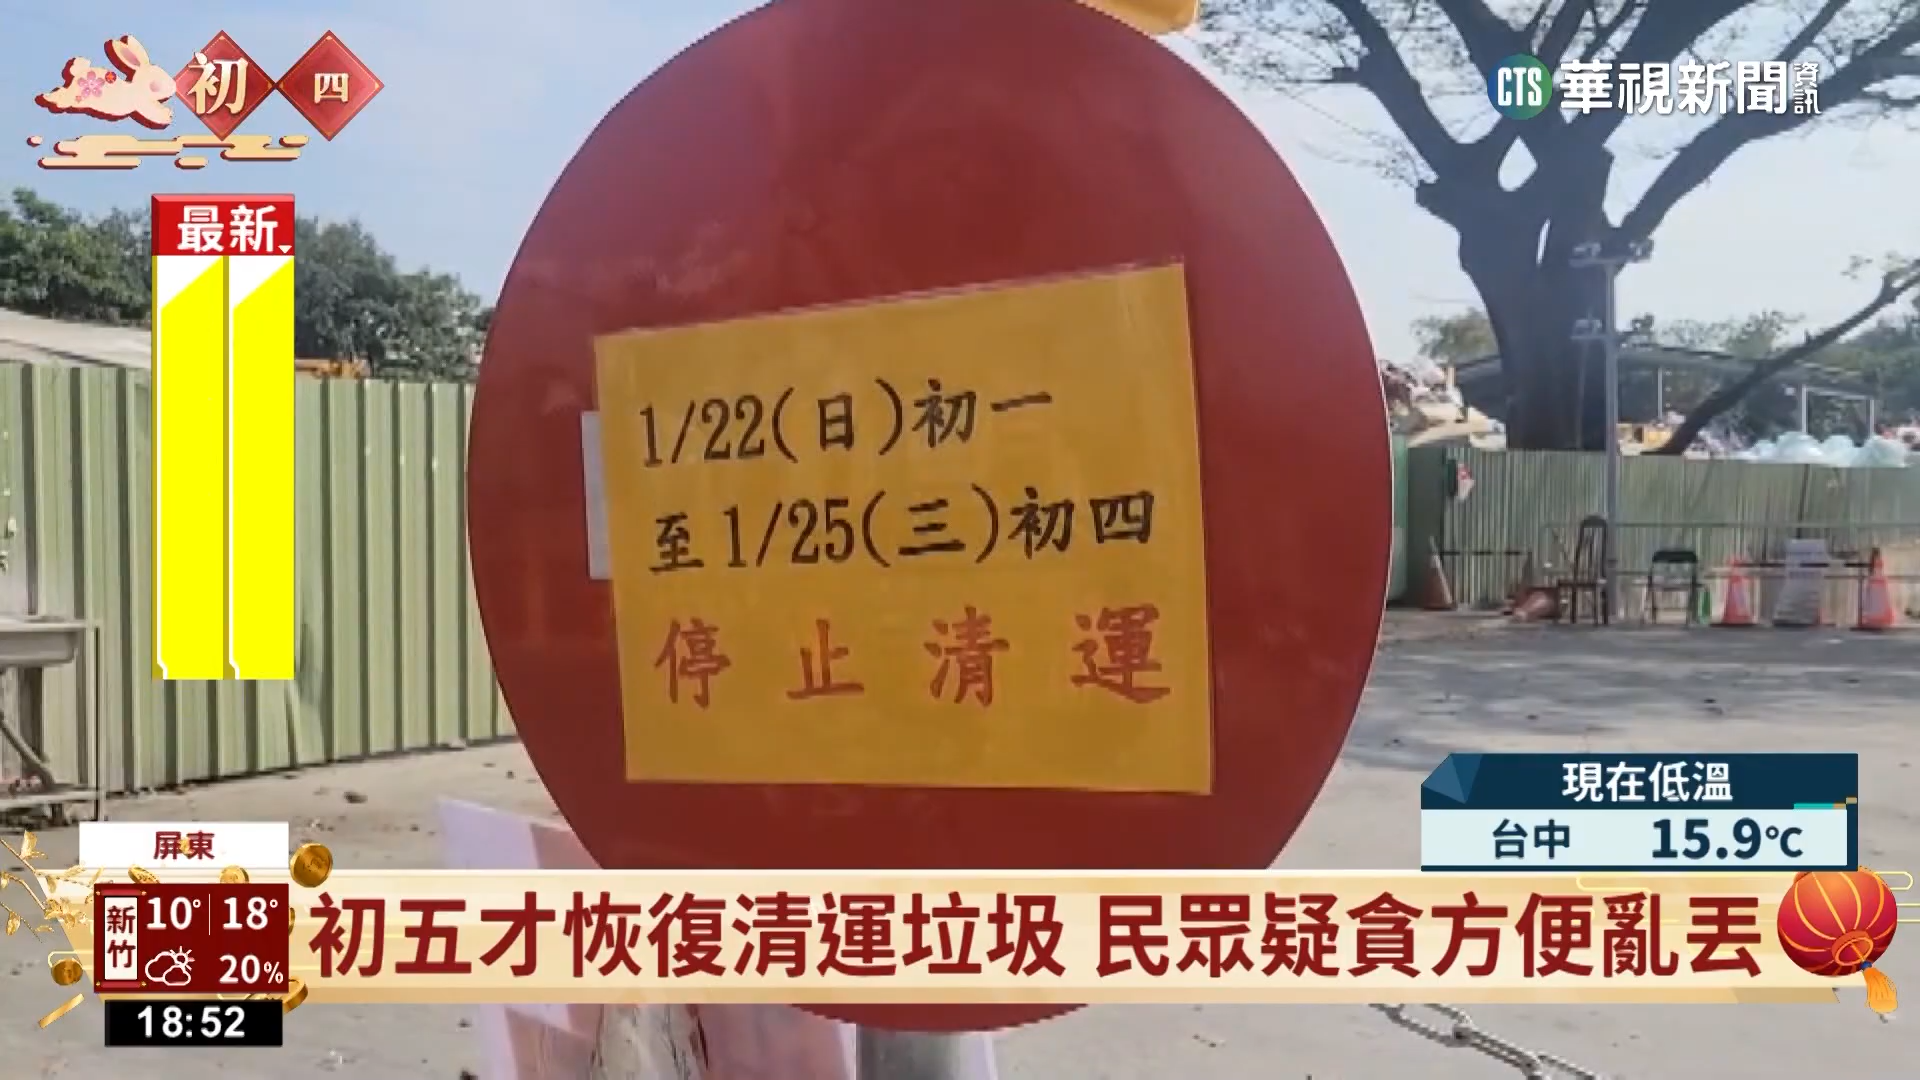 初四
CTS 華視新聞資訊
最新
1/22(日)初一
至1/25(三)初四
停止清運
現在低溫
台中 15.9°C
屏東
初五才恢復清運垃圾 民眾疑貪方便亂丟
新竹 10° 18°
20%
18:52